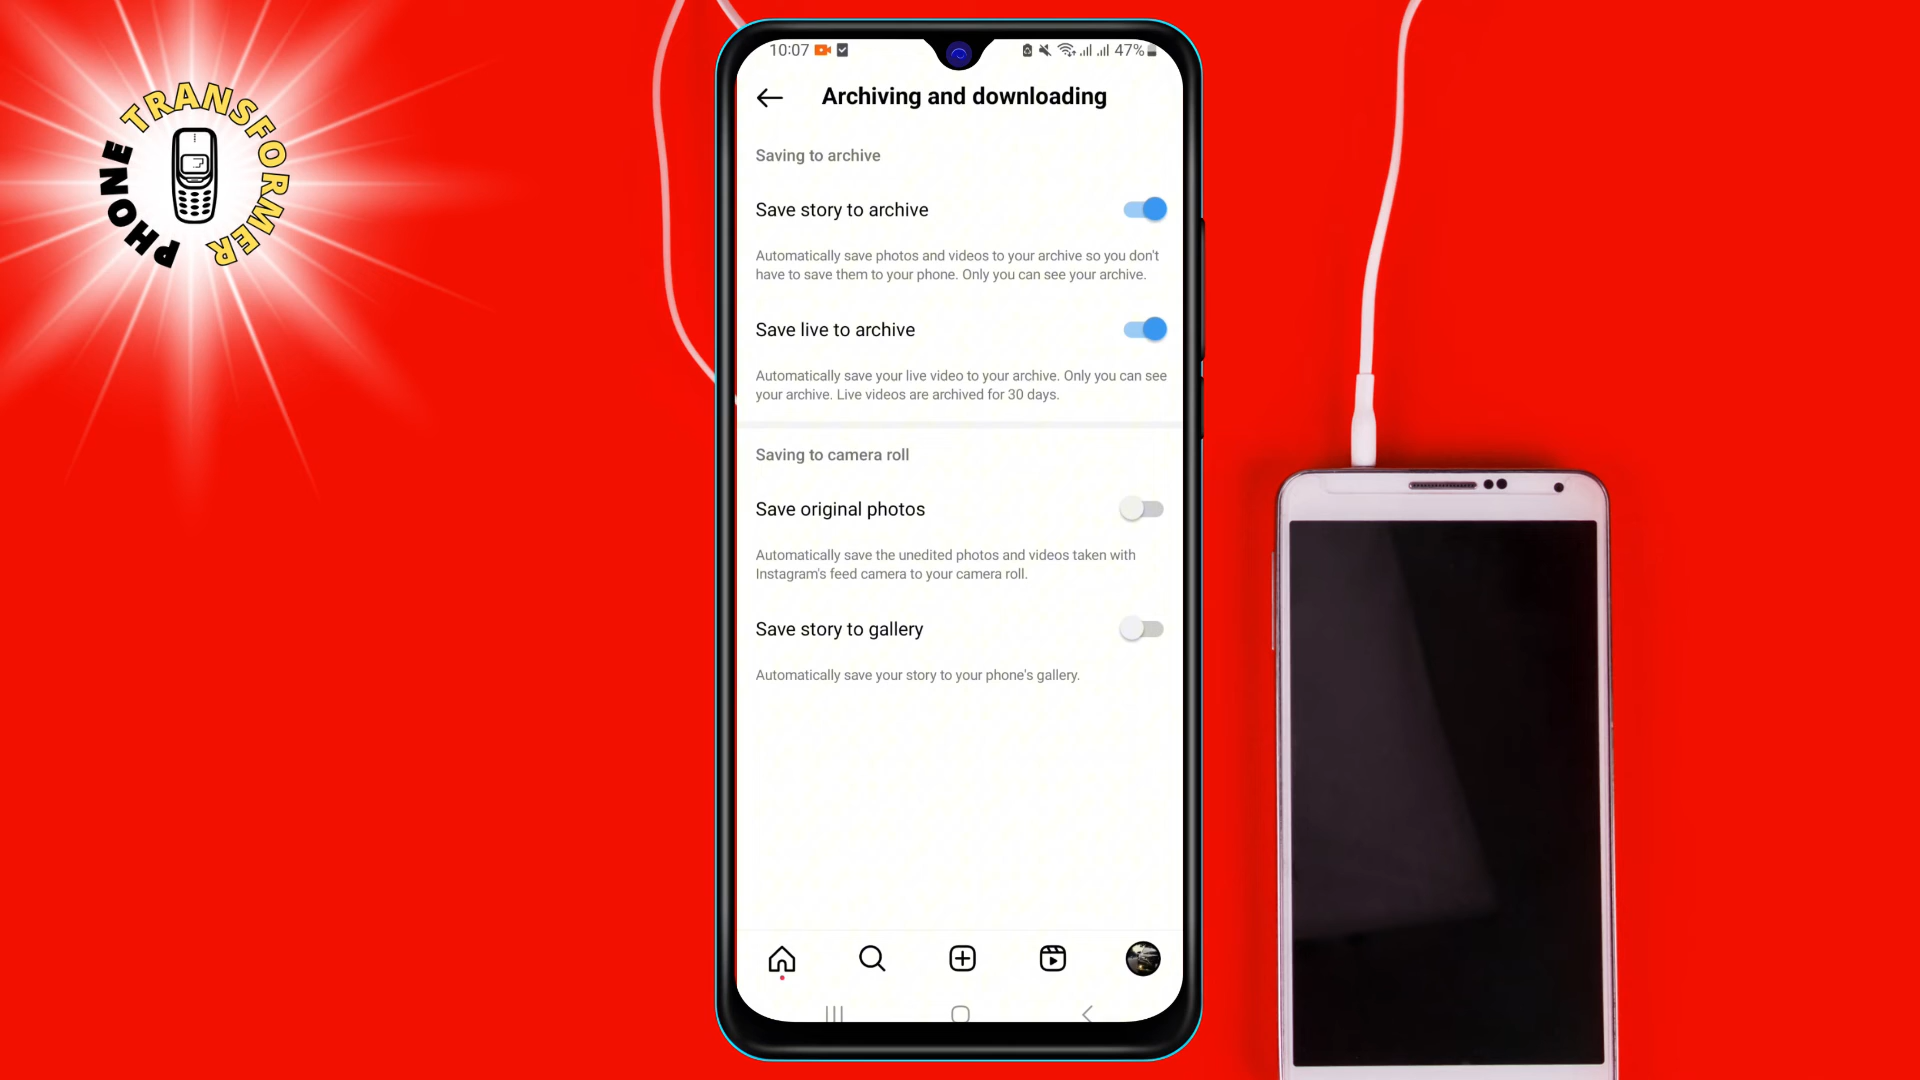 PHONE TRANSFORMER
10:07
47%
Archiving and downloading
Saving to archive
Save story to archive
Automatically save photos and videos to your archive so you don't
have to save them to your phone. Only you can see your archive.
Save live to archive
Automatically save your live video to your archive. Only you can see
your archive. Live videos are archived for 30 days.
Saving to camera roll
Save original photos
Automatically save the unedited photos and videos taken with
Instagram's feed camera to your camera roll.
Save story to gallery
Automatically save your story to your phone's gallery.